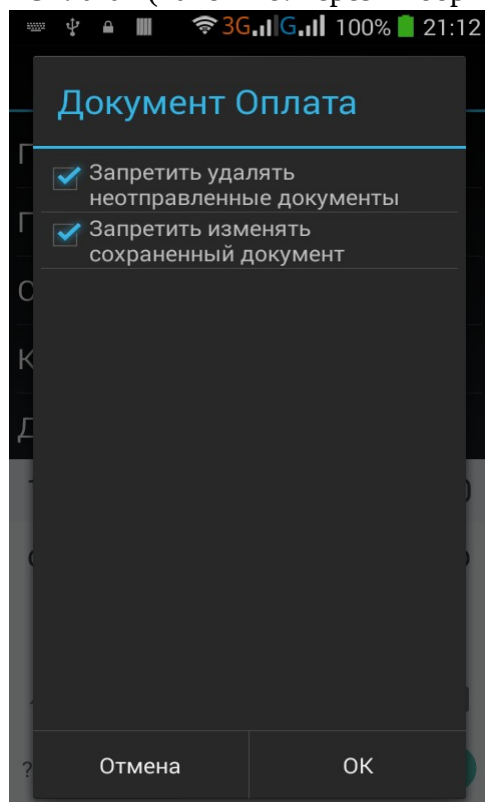 3G G 100% 21:12
Документ Оплата
Запретить удалять
неотправленные документы
Запретить изменять
сохраненный документ
Отмена OK